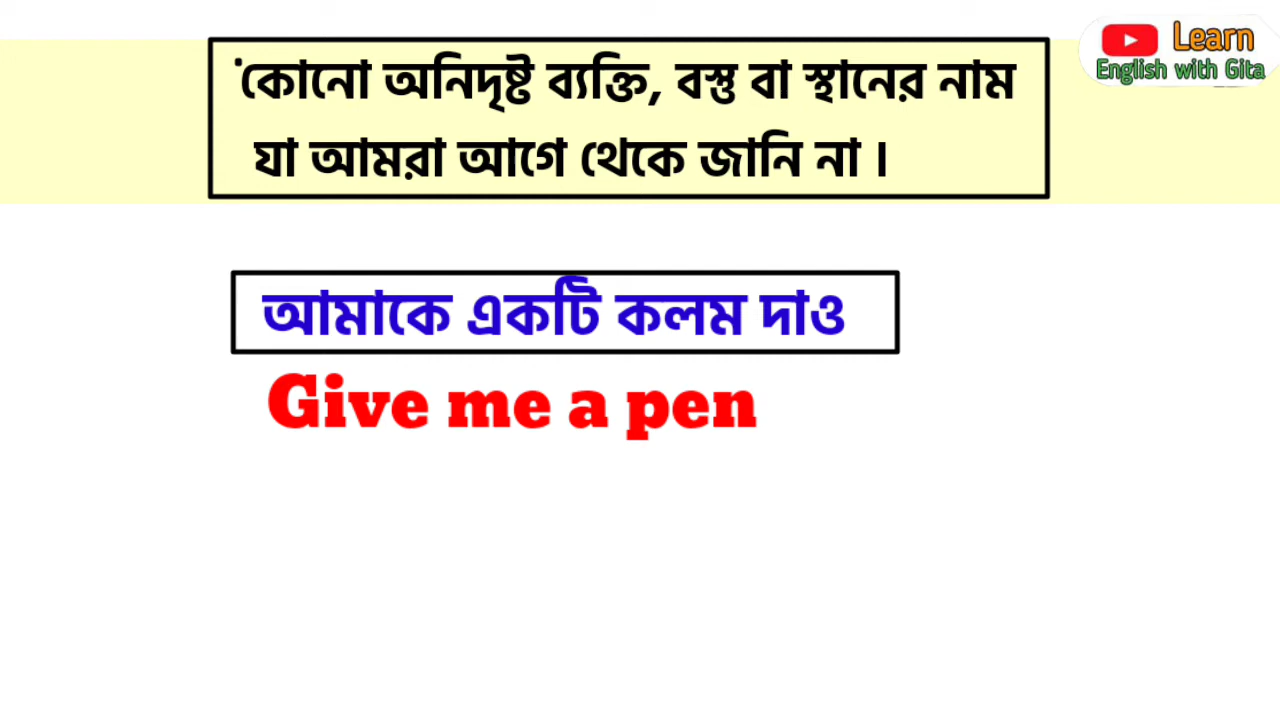 কোনো অনিদৃষ্ট ব্যক্তি, বস্তু বা স্থানের নাম
যা আমরা আগে থেকে জানি না ।
Learn
English with Gita
আমাকে একটি কলম দাও
Give me a pen